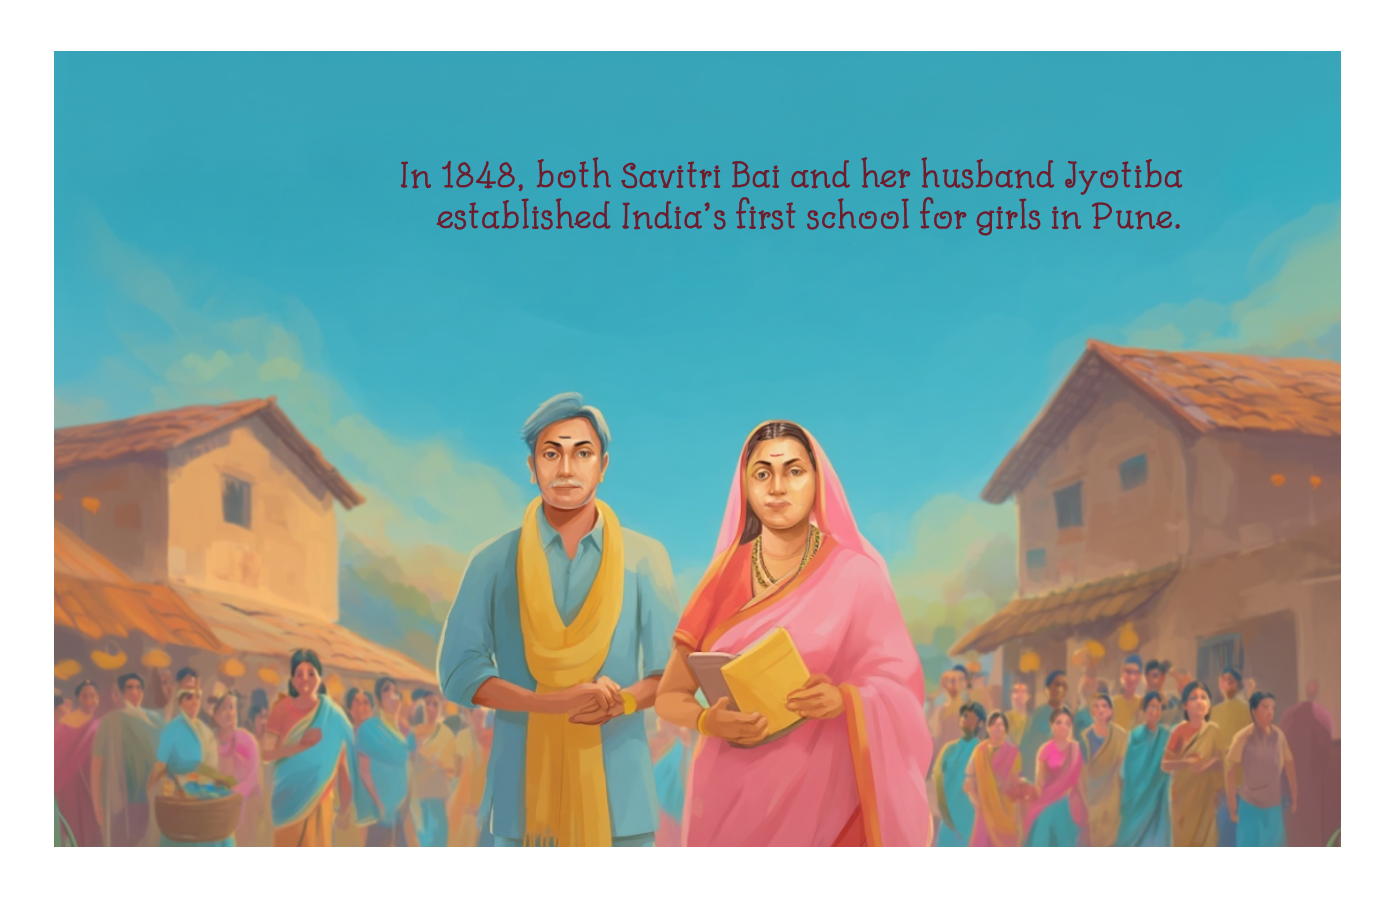 In 1848, both Savitri Bai and her husband Jyotiba
established India’s first school for girls in Pune.